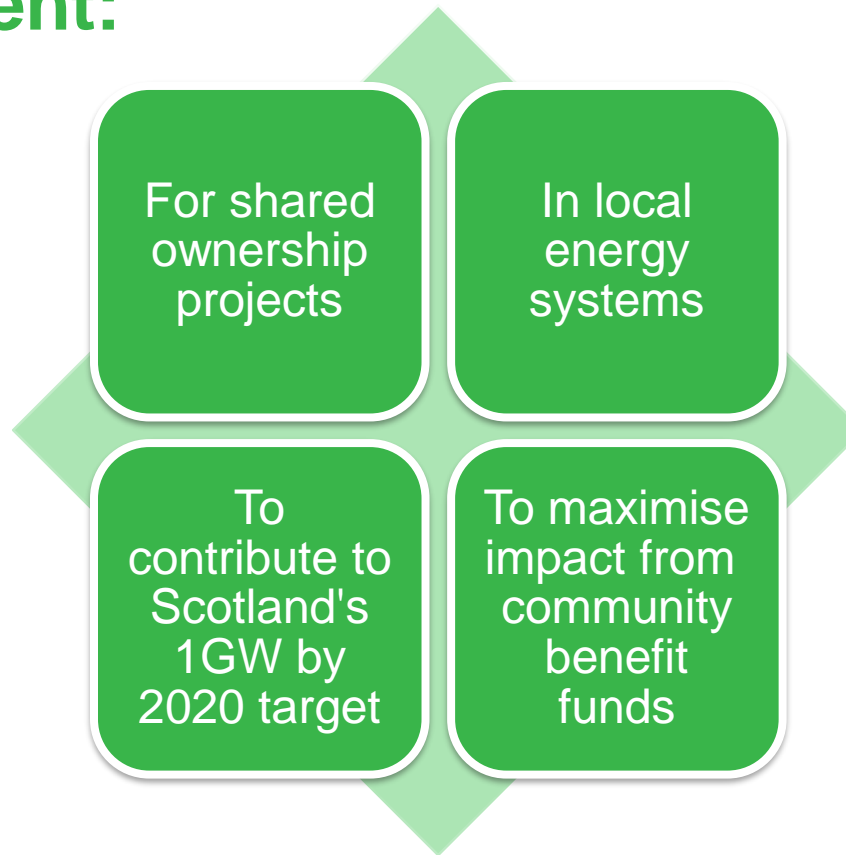 ent:
For shared
ownership
projects
In local
energy
systems
To
contribute to
Scotland's
1GW by
2020 target
To maximise
impact from
community
benefit
funds